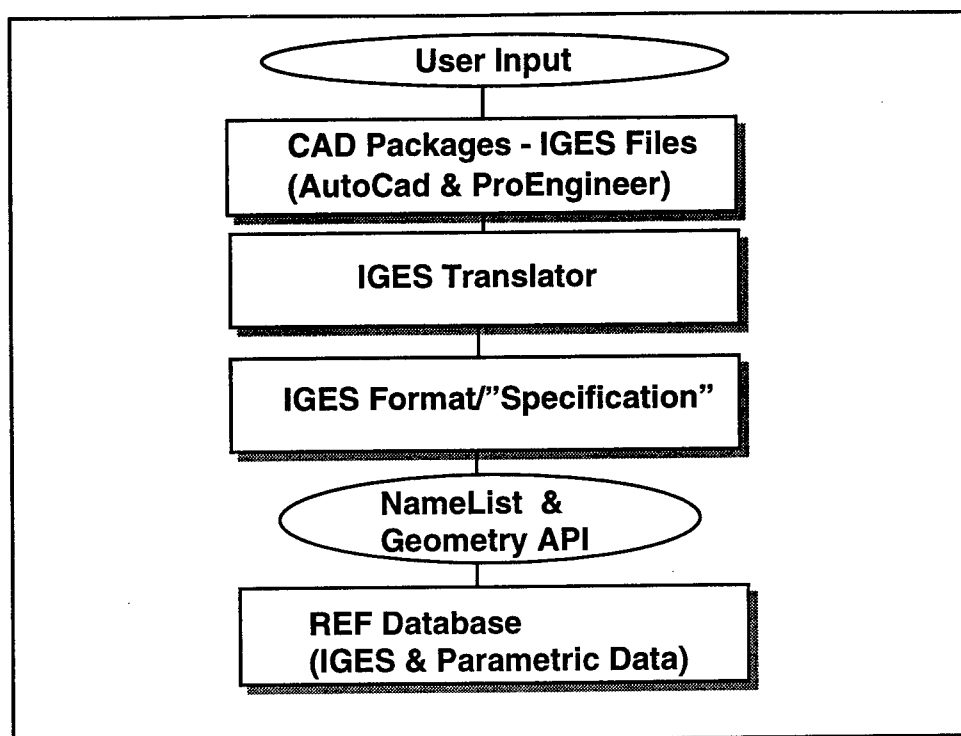 User Input
CAD Packages - IGES Files
(AutoCad & ProEngineer)
IGES Translator
IGES Format/”Specification”
NameList &
Geometry API
REF Database
(IGES & Parametric Data)